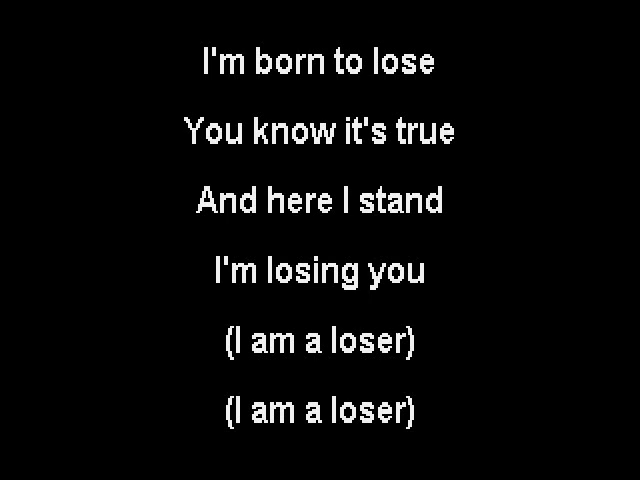 I'm born to lose
You know it's true
And here I stand
I'm losing you
(I am a loser)
(I am a loser)